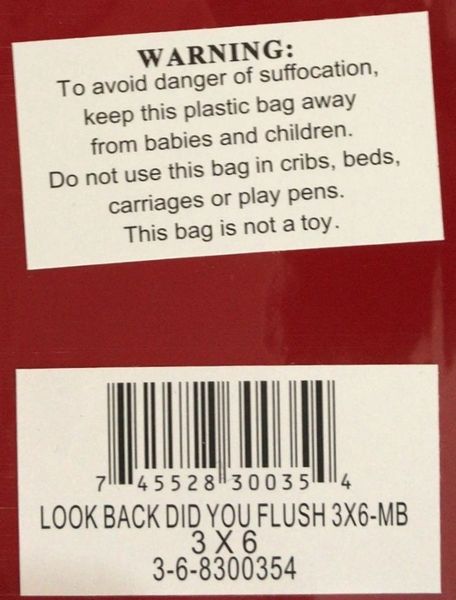 WARNING:
To avoid danger of suffocation,
keep this plastic bag away
from babies and children.
Do not use this bag in cribs, beds,
carriages or play pens.
This bag is not a toy.
7 45528 30035 4
LOOK BACK DID YOU FLUSH 3X6-MB
3 X 6
3-6-8300354